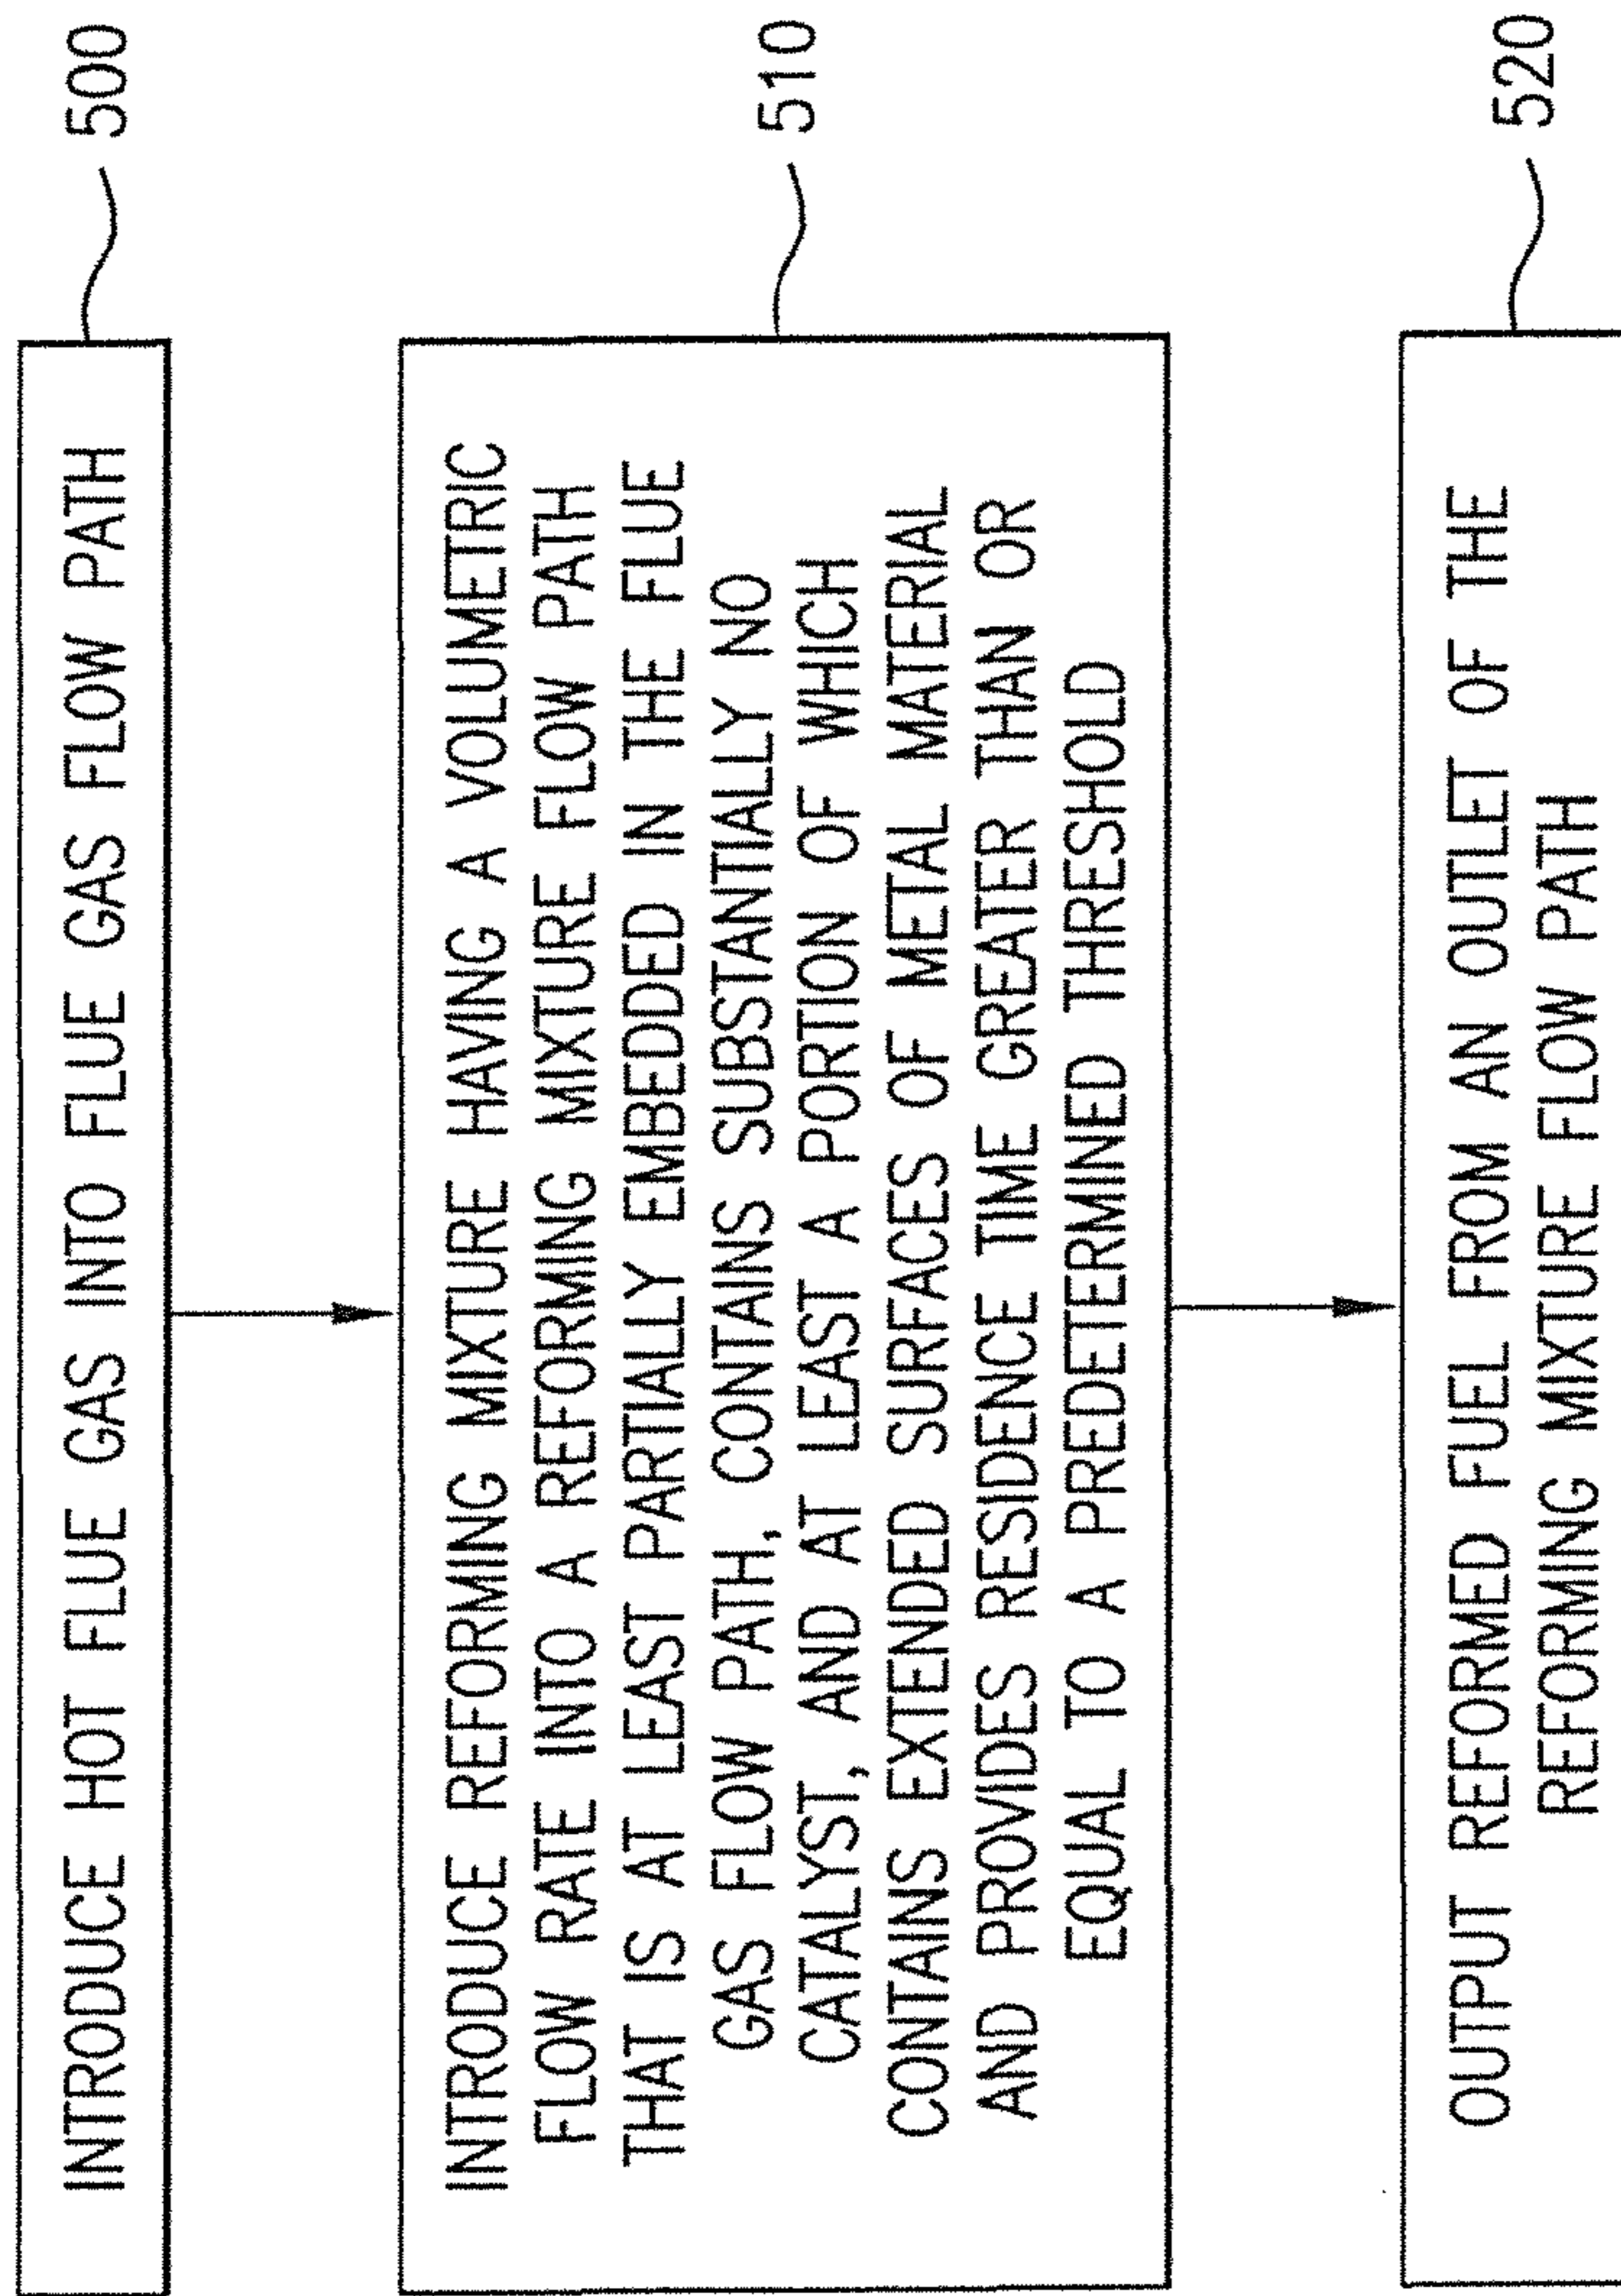 INTRODUCE HOT FLUE GAS INTO FLUE GAS FLOW PATH
500
INTRODUCE REFORMING MIXTURE HAVING A VOLUMETRIC
FLOW RATE INTO A REFORMING MIXTURE FLOW PATH
THAT IS AT LEAST PARTIALLY EMBEDDED IN THE FLUE
GAS FLOW PATH, CONTAINS SUBSTANTIALLY NO
CATALYST, AND AT LEAST A PORTION OF WHICH
CONTAINS EXTENDED SURFACES OF METAL MATERIAL
AND PROVIDES RESIDENCE TIME GREATER THAN OR
EQUAL TO A PREDETERMINED THRESHOLD
510
OUTPUT REFORMED FUEL FROM AN OUTLET OF THE
REFORMING MIXTURE FLOW PATH
520